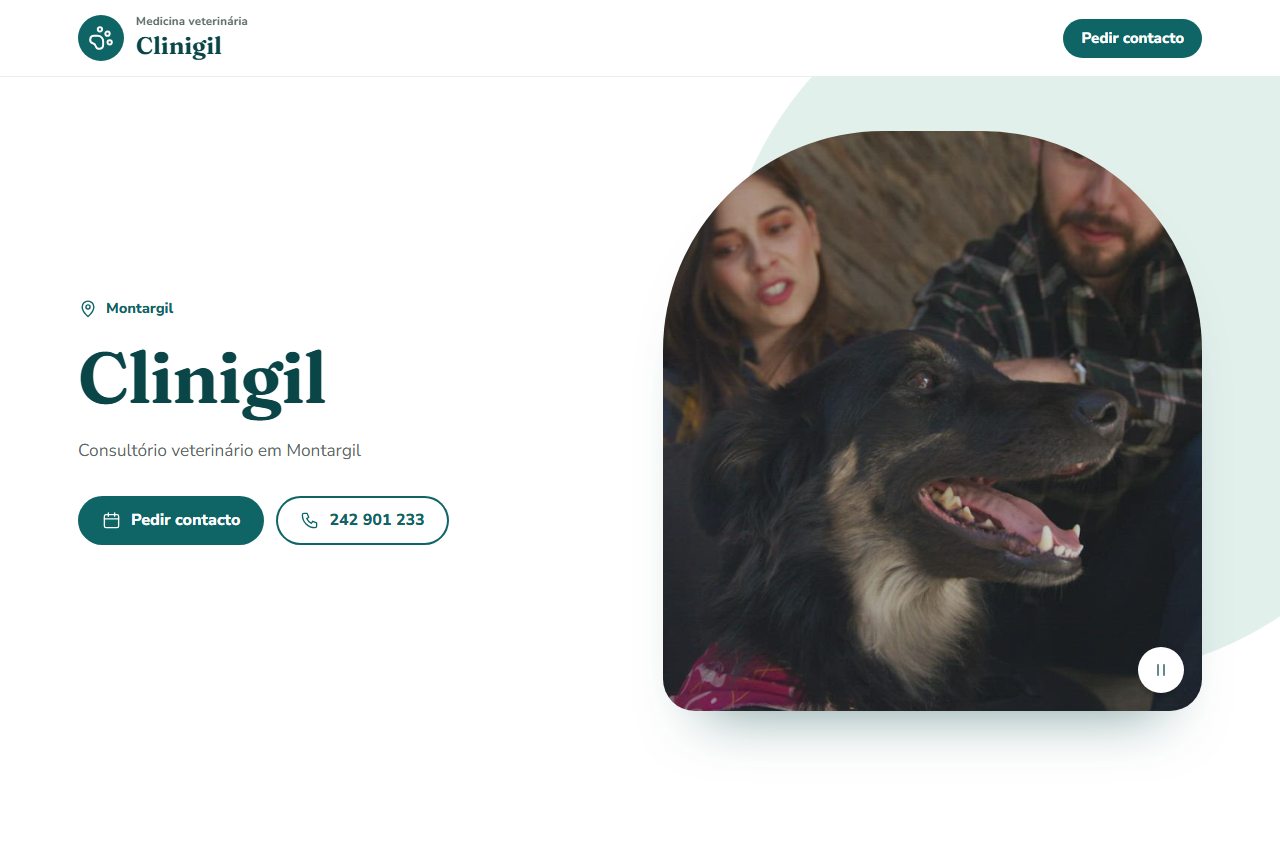 Medicina veterinária
Clinigil
Pedir contacto
Montargil
Clinigil
Consultório veterinário em Montargil
Pedir contacto
242 901 233